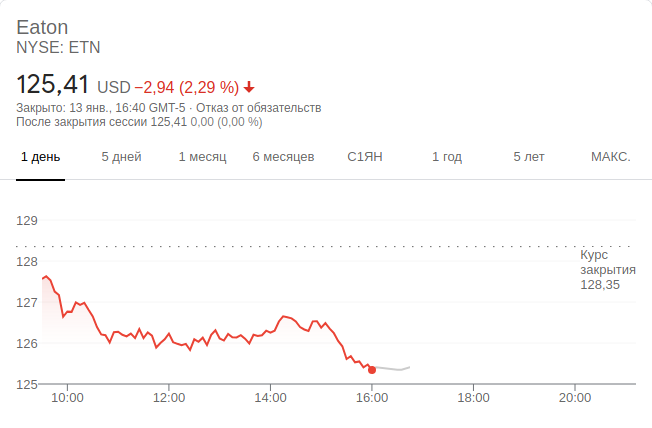 Eaton
NYSE: ETN
125,41 USD −2,94 (2,29 %)
Закрыто: 13 янв., 16:40 GMT-5 · Отказ от обязательств
После закрытия сессии 125,41 0,00 (0,00 %)
1 день 5 дней 1 месяц 6 месяцев С1ЯН 1 год 5 лет МАКС.
129
128
127
126
125
Курс
закрытия
128,35
10:00 12:00 14:00 16:00 18:00 20:00